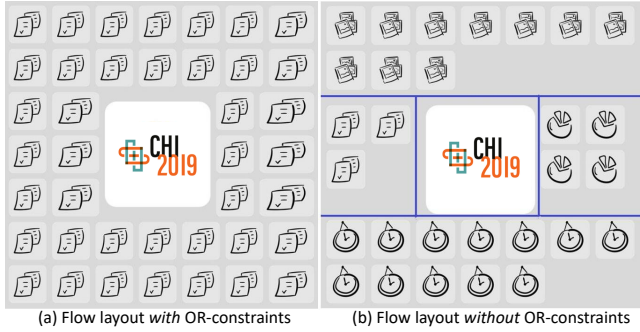 CHI
2019
CHI
2019
(a) Flow layout with OR-constraints
(b) Flow layout without OR-constraints